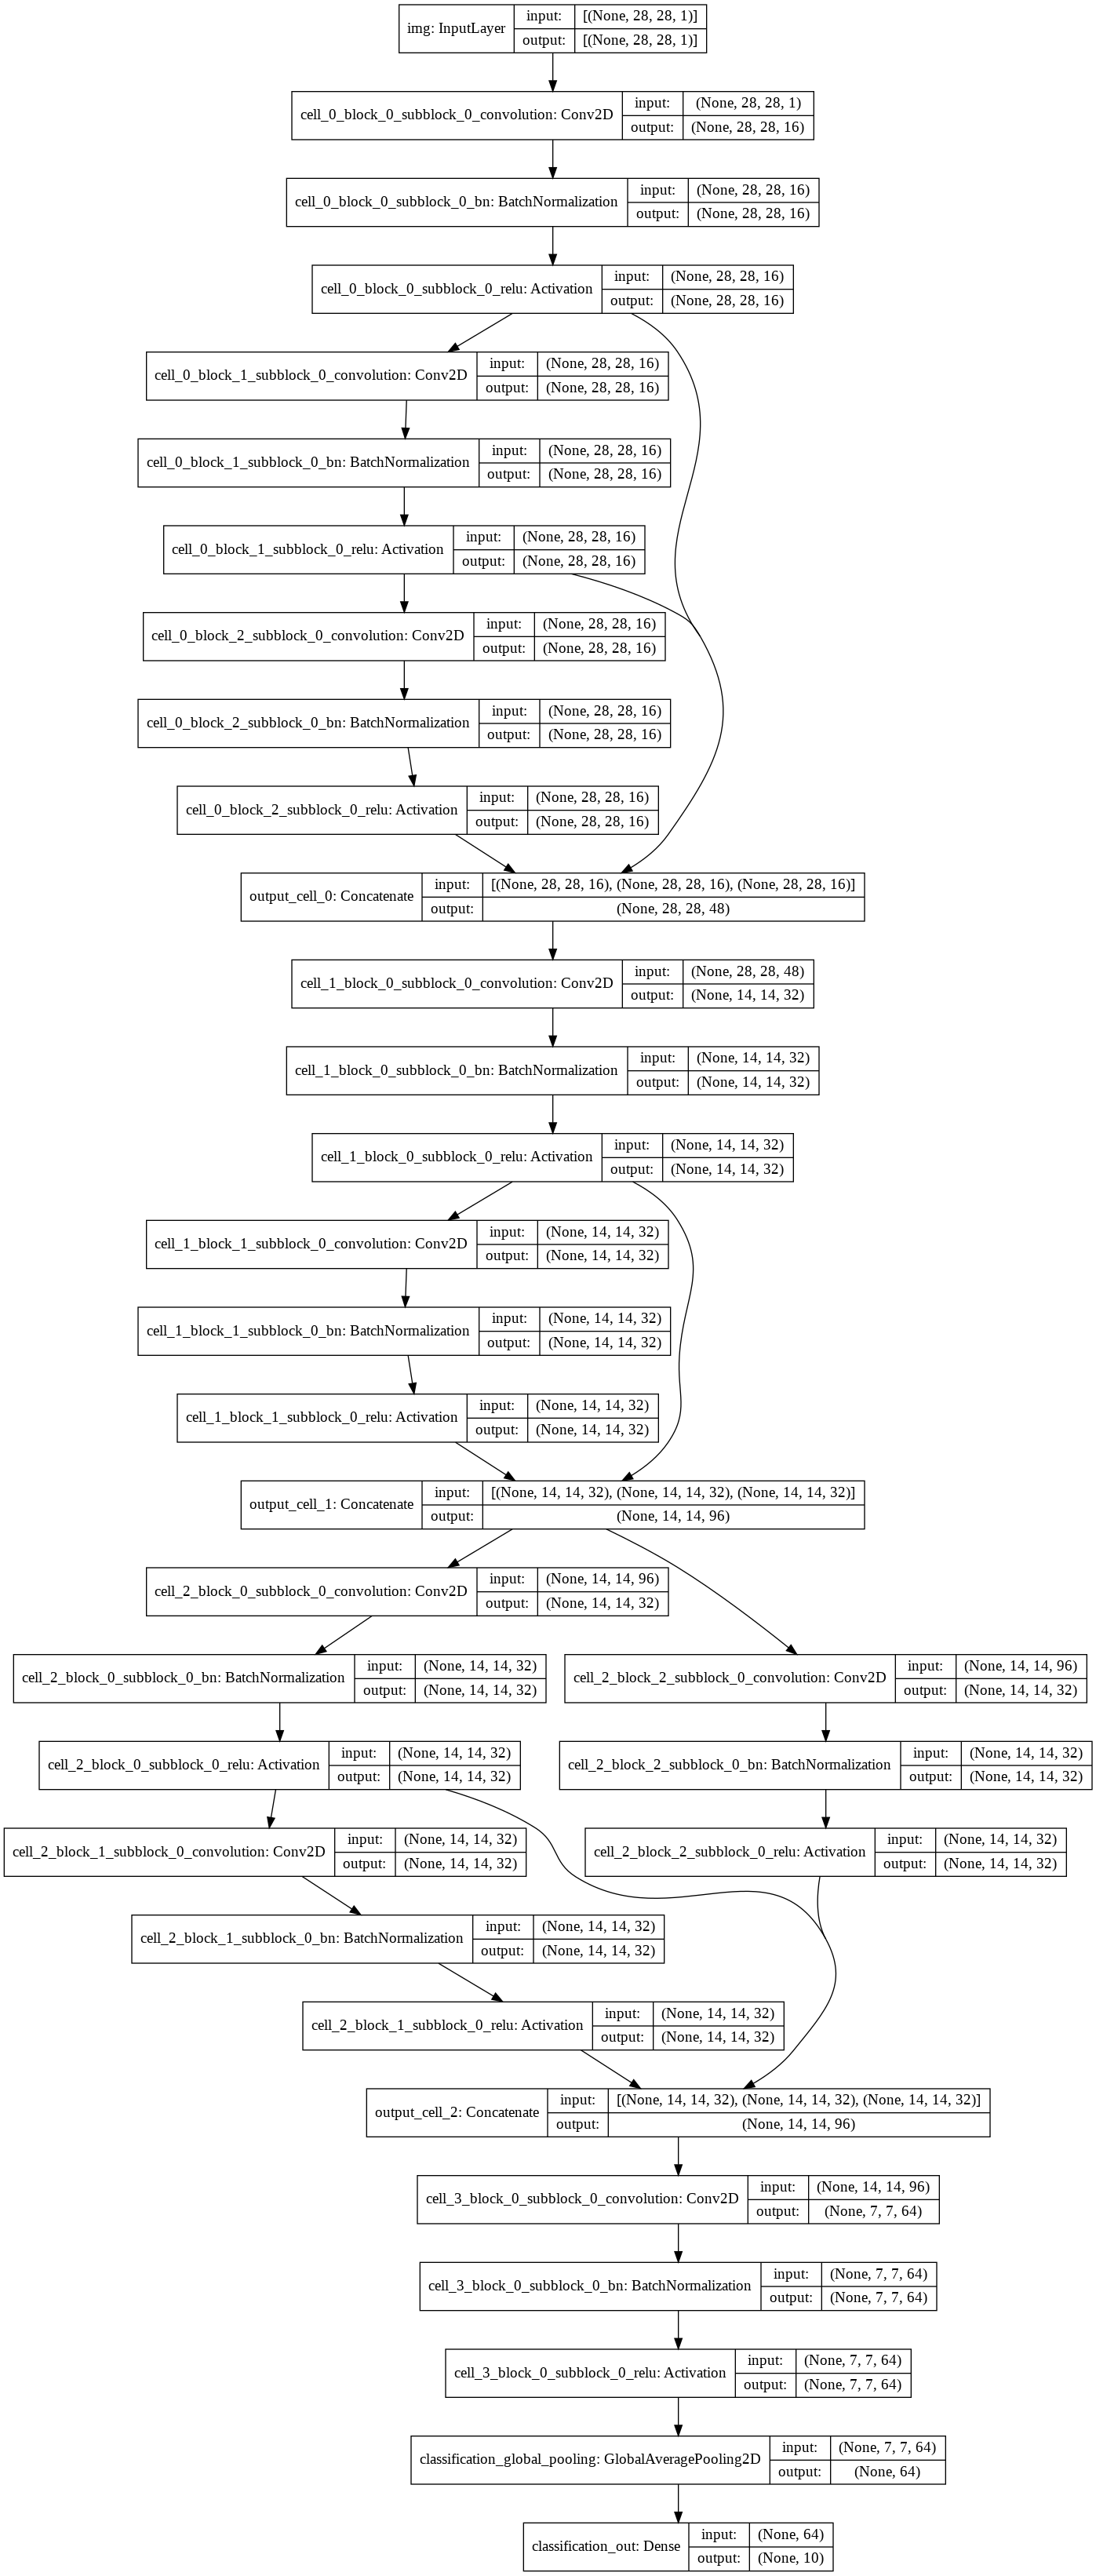 img: InputLayer
input: [(None, 28, 28, 1)]
output: [(None, 28, 28, 1)]
cell_0_block_0_subblock_0_convolution: Conv2D
input: (None, 28, 28, 1)
output: (None, 28, 28, 16)
cell_0_block_0_subblock_0_bn: BatchNormalization
input: (None, 28, 28, 16)
output: (None, 28, 28, 16)
cell_0_block_0_subblock_0_relu: Activation
input: (None, 28, 28, 16)
output: (None, 28, 28, 16)
cell_0_block_1_subblock_0_convolution: Conv2D
input: (None, 28, 28, 16)
output: (None, 28, 28, 16)
cell_0_block_1_subblock_0_bn: BatchNormalization
input: (None, 28, 28, 16)
output: (None, 28, 28, 16)
cell_0_block_1_subblock_0_relu: Activation
input: (None, 28, 28, 16)
output: (None, 28, 28, 16)
cell_0_block_2_subblock_0_convolution: Conv2D
input: (None, 28, 28, 16)
output: (None, 28, 28, 16)
cell_0_block_2_subblock_0_bn: BatchNormalization
input: (None, 28, 28, 16)
output: (None, 28, 28, 16)
cell_0_block_2_subblock_0_relu: Activation
input: (None, 28, 28, 16)
output: (None, 28, 28, 16)
output_cell_0: Concatenate
input: [(None, 28, 28, 16), (None, 28, 28, 16), (None, 28, 28, 16)]
output: (None, 28, 28, 48)
cell_1_block_0_subblock_0_convolution: Conv2D
input: (None, 28, 28, 48)
output: (None, 14, 14, 32)
cell_1_block_0_subblock_0_bn: BatchNormalization
input: (None, 14, 14, 32)
output: (None, 14, 14, 32)
cell_1_block_0_subblock_0_relu: Activation
input: (None, 14, 14, 32)
output: (None, 14, 14, 32)
cell_1_block_1_subblock_0_convolution: Conv2D
input: (None, 14, 14, 32)
output: (None, 14, 14, 32)
cell_1_block_1_subblock_0_bn: BatchNormalization
input: (None, 14, 14, 32)
output: (None, 14, 14, 32)
cell_1_block_1_subblock_0_relu: Activation
input: (None, 14, 14, 32)
output: (None, 14, 14, 32)
output_cell_1: Concatenate
input: [(None, 14, 14, 32), (None, 14, 14, 32), (None, 14, 14, 32)]
output: (None, 14, 14, 96)
cell_2_block_0_subblock_0_convolution: Conv2D
input: (None, 14, 14, 96)
output: (None, 14, 14, 32)
cell_2_block_0_subblock_0_bn: BatchNormalization
input: (None, 14, 14, 32)
output: (None, 14, 14, 32)
cell_2_block_2_subblock_0_convolution: Conv2D
input: (None, 14, 14, 96)
output: (None, 14, 14, 32)
cell_2_block_0_subblock_0_relu: Activation
input: (None, 14, 14, 32)
output: (None, 14, 14, 32)
cell_2_block_2_subblock_0_bn: BatchNormalization
input: (None, 14, 14, 32)
output: (None, 14, 14, 32)
cell_2_block_1_subblock_0_convolution: Conv2D
input: (None, 14, 14, 32)
output: (None, 14, 14, 32)
cell_2_block_2_subblock_0_relu: Activation
input: (None, 14, 14, 32)
output: (None, 14, 14, 32)
cell_2_block_1_subblock_0_bn: BatchNormalization
input: (None, 14, 14, 32)
output: (None, 14, 14, 32)
cell_2_block_1_subblock_0_relu: Activation
input: (None, 14, 14, 32)
output: (None, 14, 14, 32)
output_cell_2: Concatenate
input: [(None, 14, 14, 32), (None, 14, 14, 32), (None, 14, 14, 32)]
output: (None, 14, 14, 96)
cell_3_block_0_subblock_0_convolution: Conv2D
input: (None, 14, 14, 96)
output: (None, 7, 7, 64)
cell_3_block_0_subblock_0_bn: BatchNormalization
input: (None, 7, 7, 64)
output: (None, 7, 7, 64)
cell_3_block_0_subblock_0_relu: Activation
input: (None, 7, 7, 64)
output: (None, 7, 7, 64)
classification_global_pooling: GlobalAveragePooling2D
input: (None, 7, 7, 64)
output: (None, 64)
classification_out: Dense
input: (None, 64)
output: (None, 10)